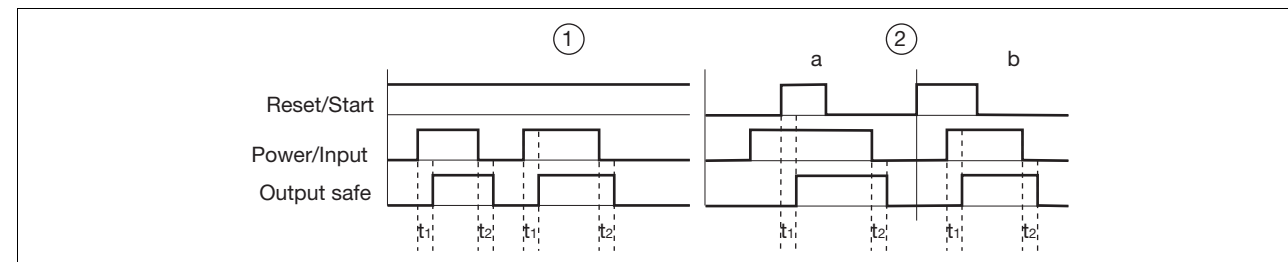 ① ②
a b
Reset/Start
Power/Input
Output safe
t1 t2 t1 t2 t1 t2 t1 t2